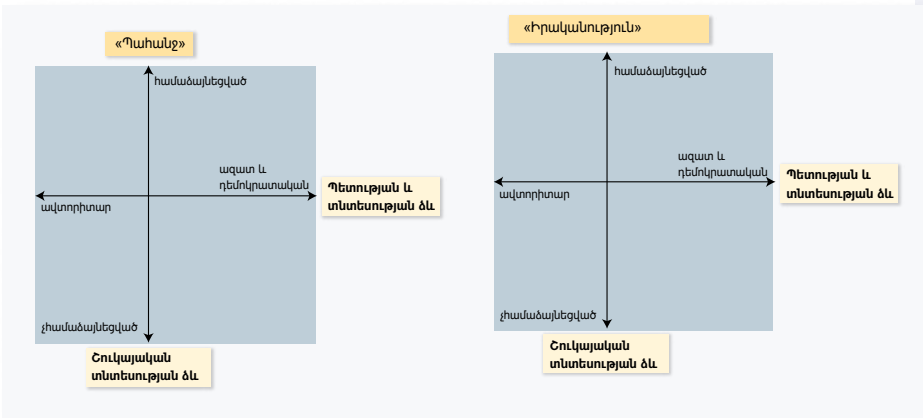 «Պահանջ»
համաձայնեցված
ազատ և
դեմոկրատական
ավտորիտար
Պետության և
տնտեսության ձև
չհամաձայնեցված
Շուկայական
տնտեսության ձև
«Իրականություն»
համաձայնեցված
ազատ և
դեմոկրատական
ավտորիտար
Պետության և
տնտեսության ձև
չհամաձայնեցված
Շուկայական
տնտեսության ձև